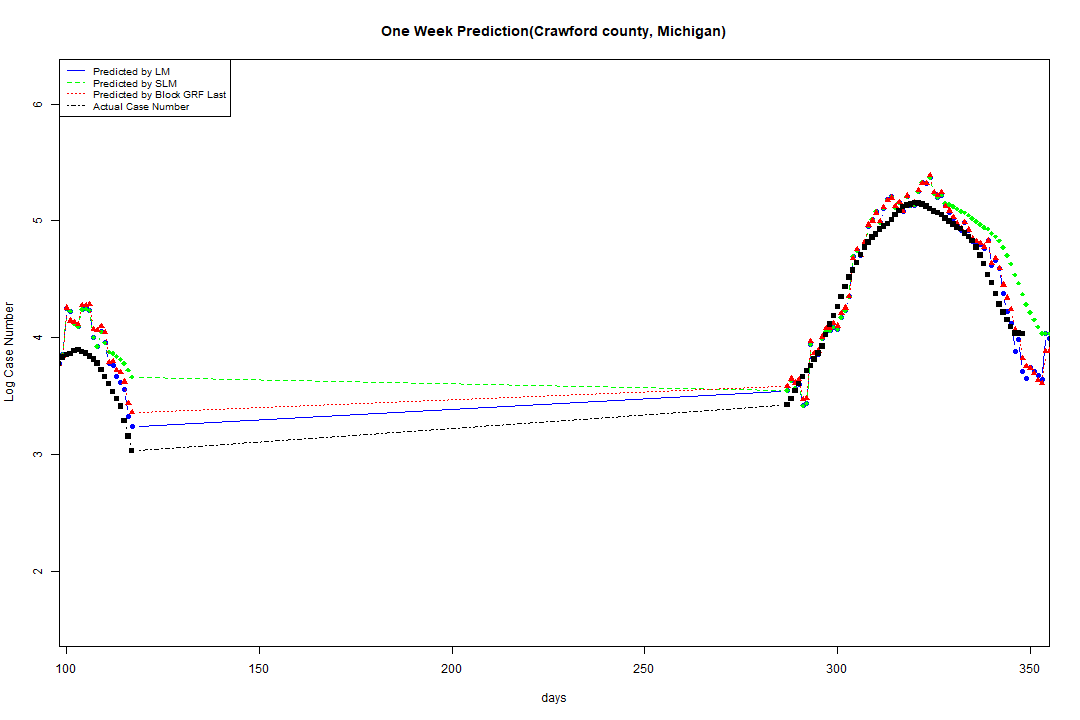 One Week Prediction(Crawford county, Michigan)
Predicted by LM
Predicted by SLM
Predicted by Block GRF Last
Actual Case Number
6
5
4
3
2
Log Case Number
100 150 200 250 300 350
days